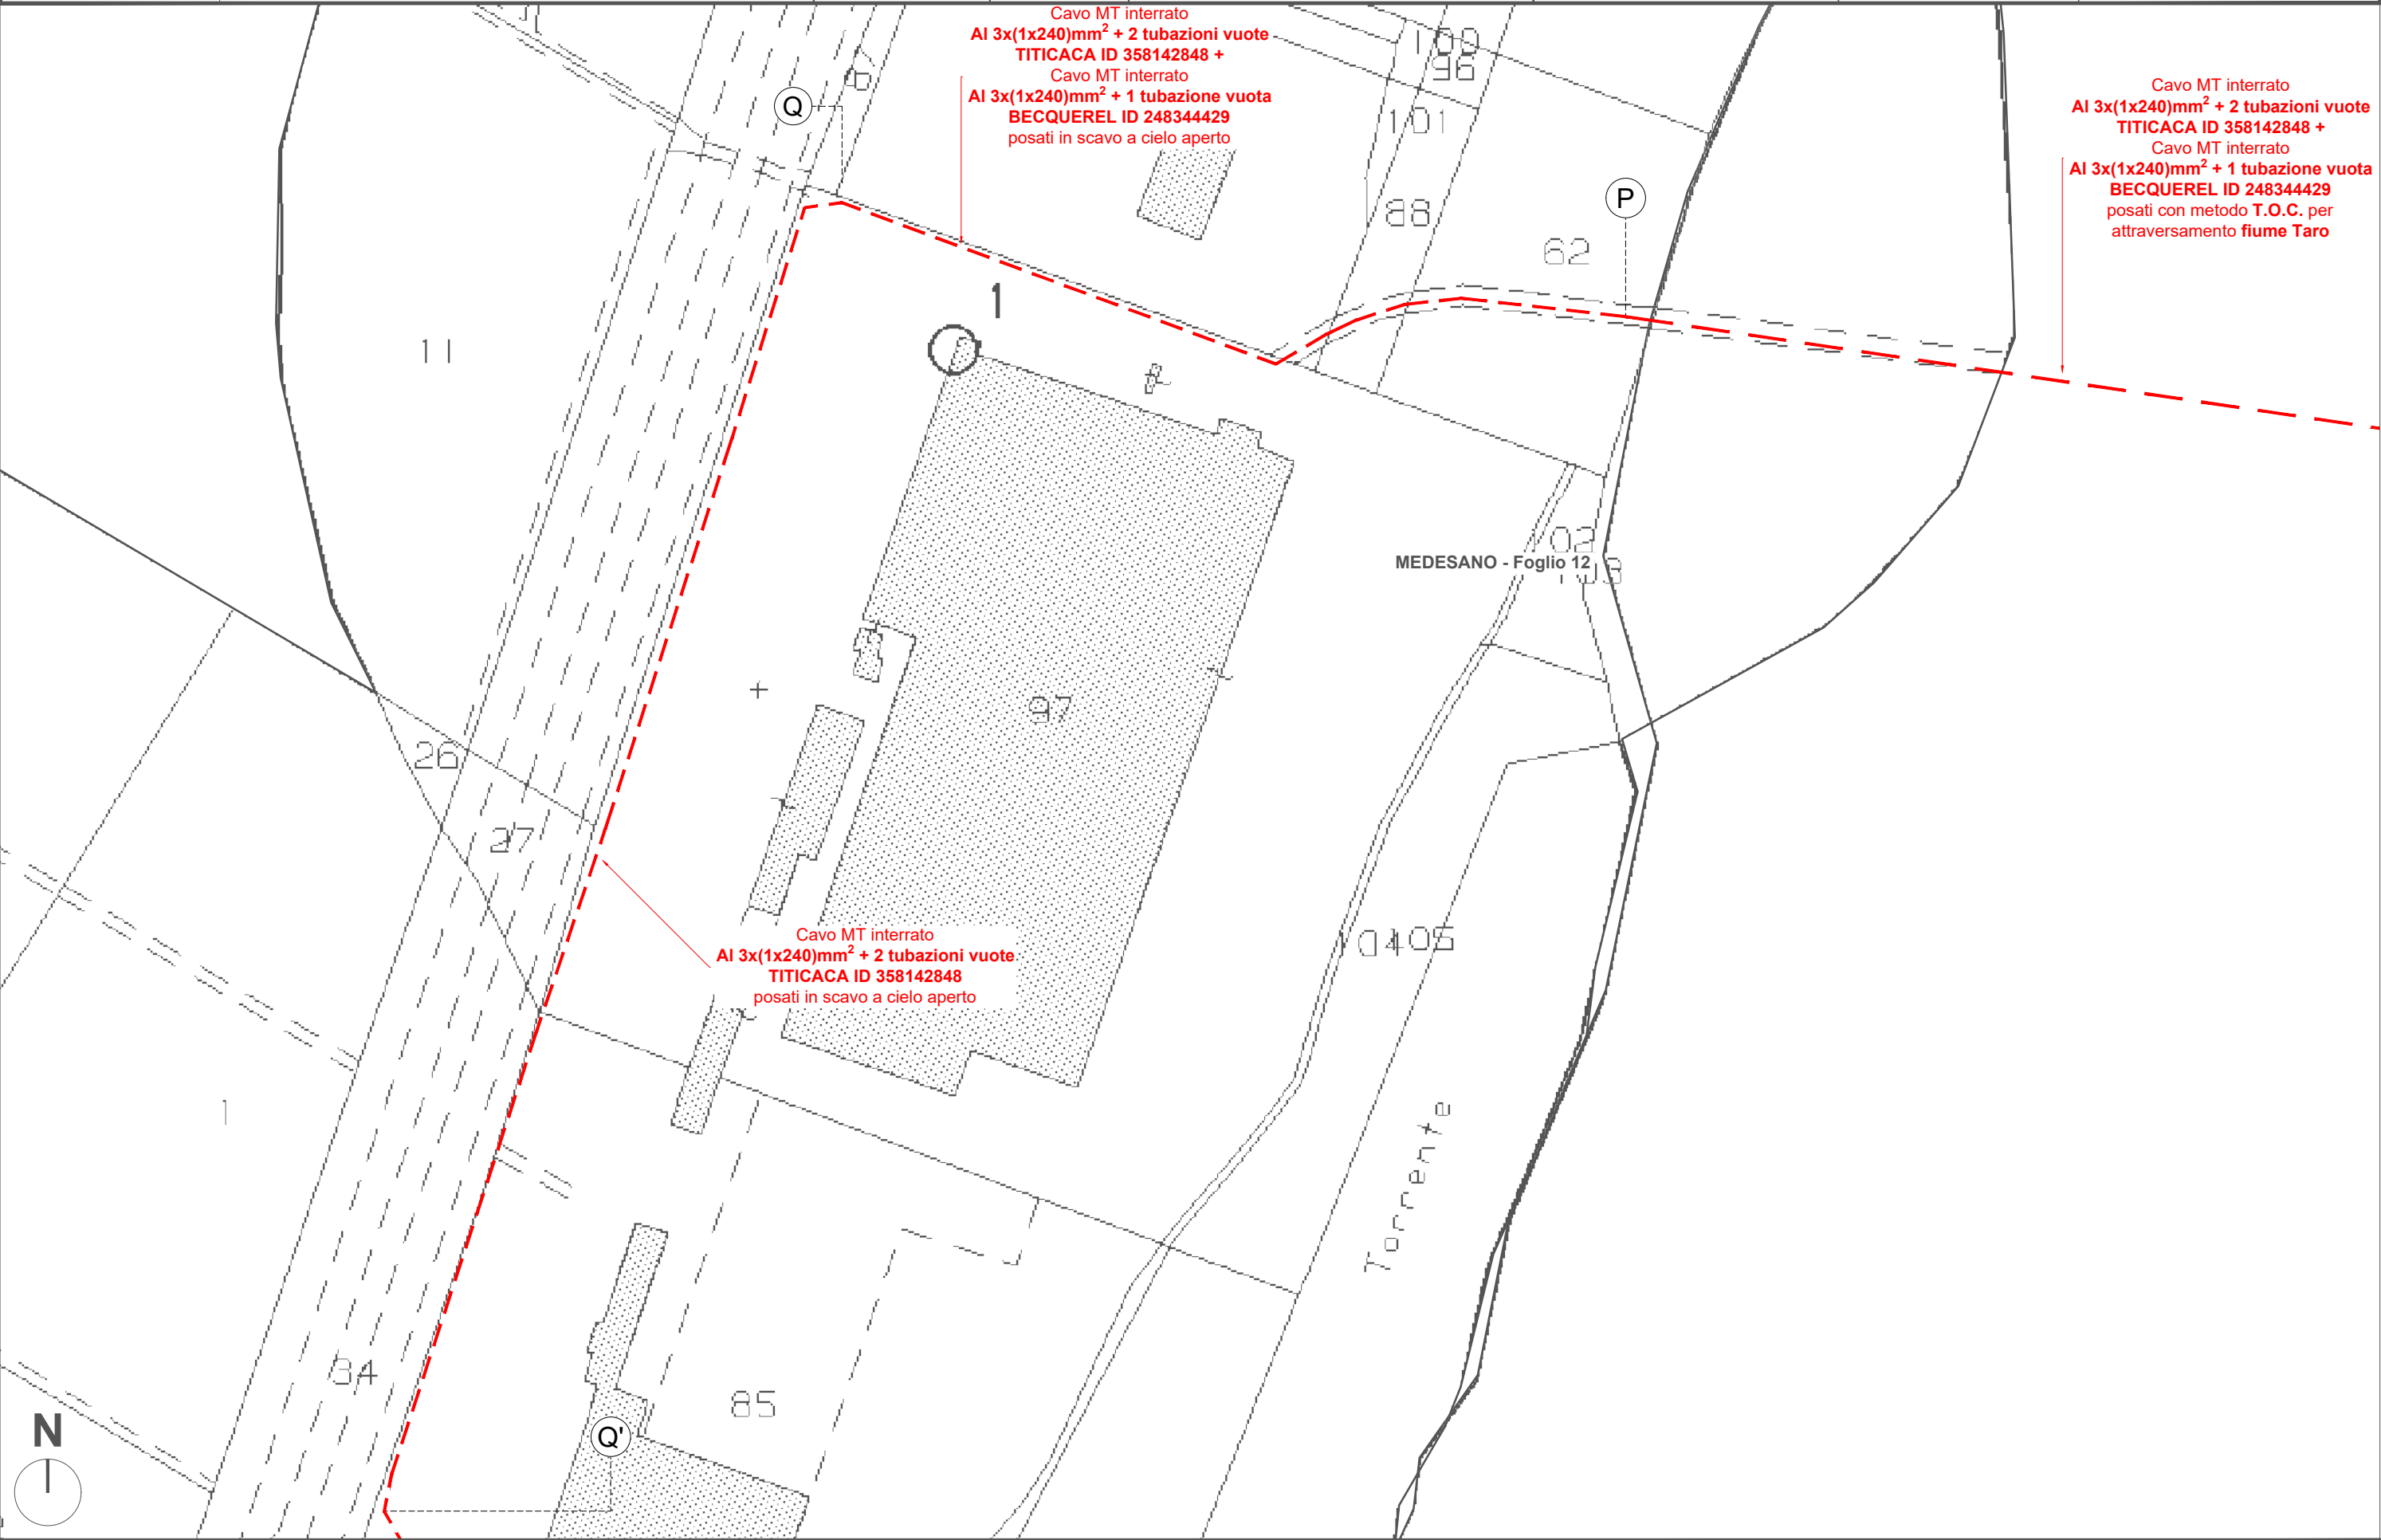 Cavo MT interrato
Al 3x(1x240)mm² + 2 tubazioni vuote
TITICACA ID 358142848 +
Cavo MT interrato
Al 3x(1x240)mm² + 1 tubazione vuota
BECQUEREL ID 248344429
posati in scavo a cielo aperto
Cavo MT interrato
Al 3x(1x240)mm² + 2 tubazioni vuote
TITICACA ID 358142848 +
Cavo MT interrato
Al 3x(1x240)mm² + 1 tubazione vuota
BECQUEREL ID 248344429
posati con metodo T.O.C. per
attraversamento fiume Taro
Q
P
96
101
88
62
1
11
MEDESANO - Foglio 12
97
26
27
Cavo MT interrato
Al 3x(1x240)mm² + 2 tubazioni vuote
TITICACA ID 358142848
posati in scavo a cielo aperto
1
Torrente
34
85
Q'
N